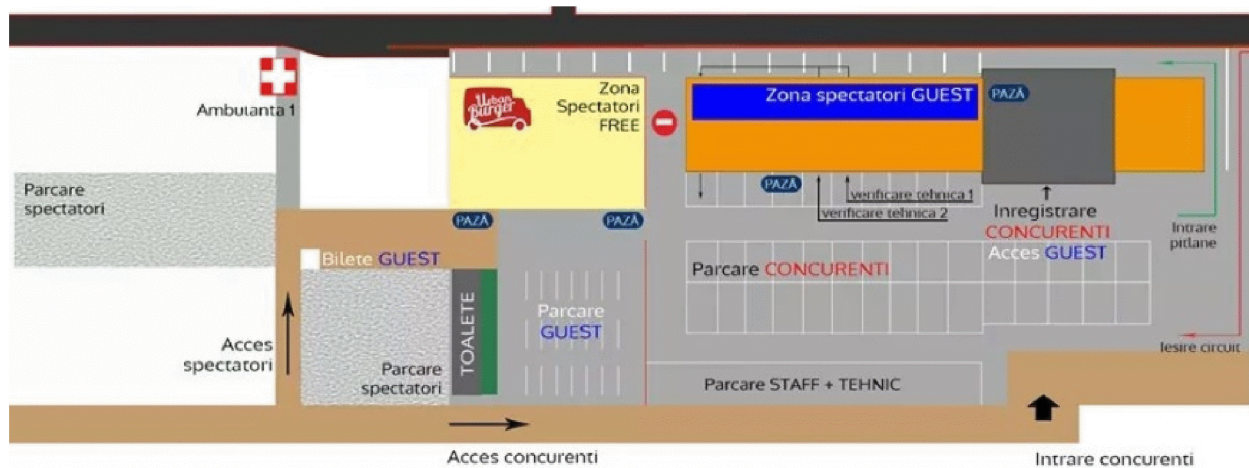 Ambulanta 1
Urban
Burger
Zona
Spectatori
FREE
Zona spectatori GUEST
PAZĂ
Parcare
spectatori
PAZĂ
verificare tehnica 1
verificare tehnica 2
PAZĂ
PAZĂ
Inregistrare
CONCURENTI
Acces GUEST
Intrare
pitlane
Bilete GUEST
Parcare CONCURENTI
TOALETE
Parcare
GUEST
Acces
spectatori
Iesire circuit
Parcare
spectatori
Parcare STAFF + TEHNIC
Acces concurenti
Intrare concurenti